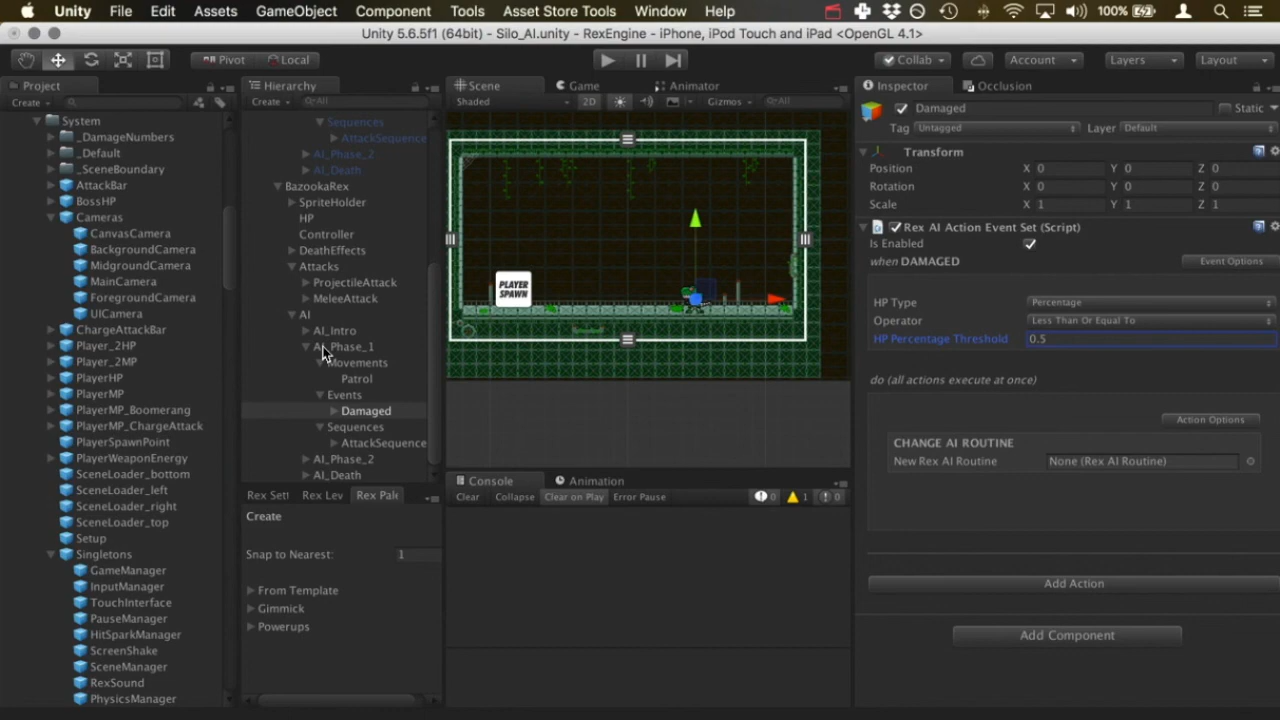 Unity File Edit Assets GameObject Component Tools Asset Store Tools Window Help 100%
Unity 5.6.5f1 (64bit) - Silo_AI.unity - RexEngine - iPhone, iPod Touch and iPad <OpenGL 4.1>
Pivot Local Collab Account Layers Layout
Project
Create
System
_DamageNumbers
_Default
_SceneBoundary
AttackBar
BossHP
Cameras
CanvasCamera
BackgroundCamera
MidgroundCamera
MainCamera
ForegroundCamera
UICamera
ChargeAttackBar
Player_2HP
Player_2MP
PlayerHP
PlayerMP
PlayerMP_Boomerang
PlayerMP_ChargeAttack
PlayerSpawnPoint
PlayerWeaponEnergy
SceneLoader_bottom
SceneLoader_left
SceneLoader_right
SceneLoader_top
Setup
Singletons
GameManager
InputManager
TouchInterface
PauseManager
HitSparkManager
ScreenShake
SceneManager
RexSound
PhysicsManager
Hierarchy
Create All
Sequences
AttackSequence
AI_Phase_2
AI_Death
BazookaRex
SpriteHolder
HP
Controller
DeathEffects
Attacks
ProjectileAttack
MeleeAttack
AI
AI_Intro
AI_Phase_1
Movements
Patrol
Events
Damaged
Sequences
AttackSequence
AI_Phase_2
AI_Death
Rex Sett Rex Lev Rex Pale
Create
Snap to Nearest: 1
From Template
Gimmick
Powerups
Scene Game Animator
Shaded 2D Gizmos All
PLAYER
SPAWN
Console Animation
Clear Collapse Clear on Play Error Pause 0 1 0
Inspector Occlusion
Damaged Static
Tag Untagged Layer Default
Transform
Position X 0 Y 0 Z 0
Rotation X 0 Y 0 Z 0
Scale X 1 Y 1 Z 1
Rex AI Action Event Set (Script)
Is Enabled
when DAMAGED Event Options
HP Type Percentage
Operator Less Than Or Equal To
HP Percentage Threshold 0.5
do (all actions execute at once)
Action Options
CHANGE AI ROUTINE
New Rex AI Routine None (Rex AI Routine)
Add Action
Add Component